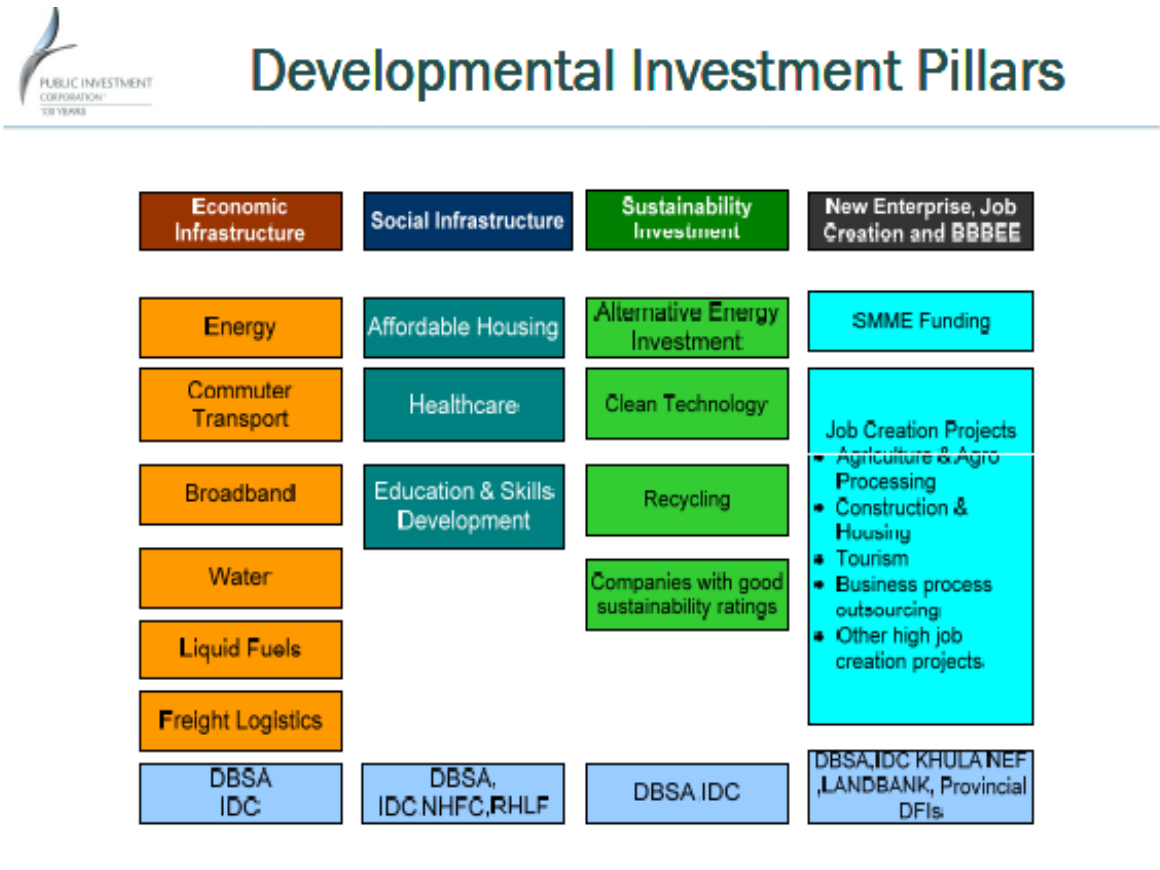 PUBLIC INVESTMENT
CORPORATION
100 YEARS
Developmental Investment Pillars
Economic
Infrastructure
Energy
Commuter
Transport
Broadband
Water
Liquid Fuels
Freight Logistics
DBSA
IDC
Social Infrastructure
Affordable Housing
Healthcare
Education & Skills
Development
DBSA,
IDC NHFC,RHLF
Sustainability
Investment
Alternative Energy
Investment
Clean Technology
Recycling
Companies with good
sustainability ratings
DBSA IDC
New Enterprise, Job
Creation and BBBEE
SMME Funding
Job Creation Projects
• Agriculture & Agro
Processing
• Construction &
Housing
• Tourism
• Business process
outsourcing
• Other high job
creation projects
DBSA,IDC KHULA NEF
,LANDBANK, Provincial
DFIs